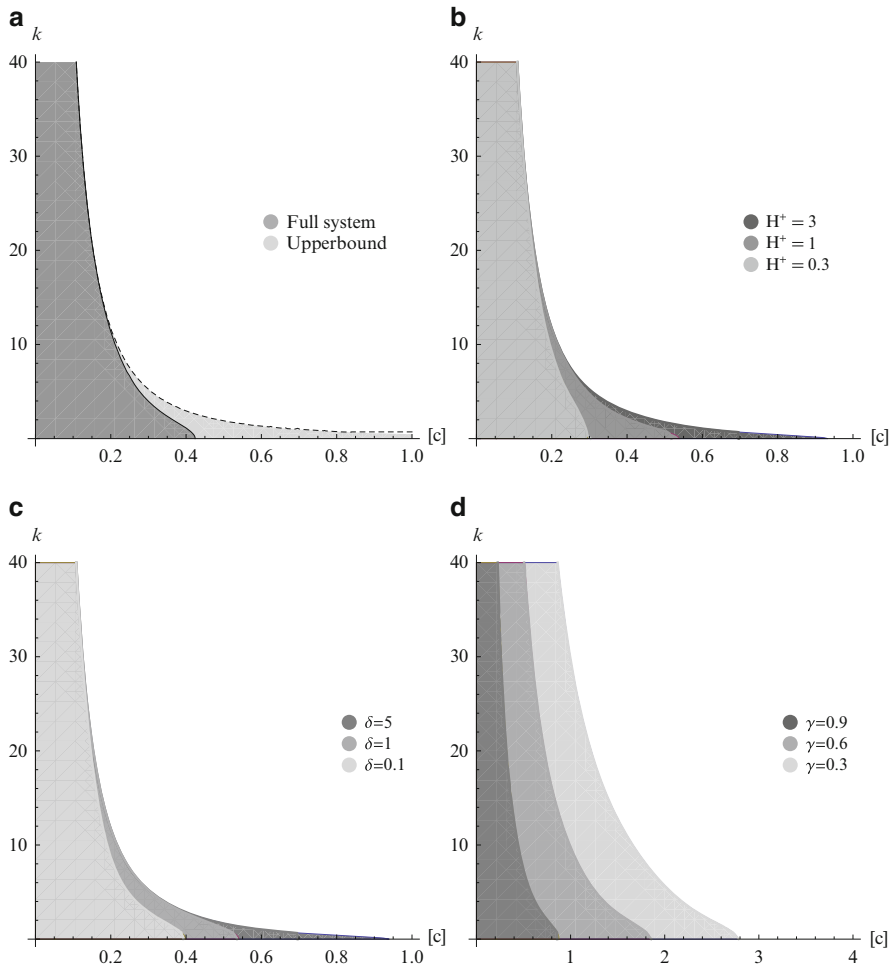 a
k
40
30
20
10
Full system
Upperbound
[c]
0.2 0.4 0.6 0.8 1.0
b
k
40
30
20
10
H⁺ = 3
H⁺ = 1
H⁺ = 0.3
[c]
0.2 0.4 0.6 0.8 1.0
c
k
40
30
20
10
δ=5
δ=1
δ=0.1
[c]
0.2 0.4 0.6 0.8 1.0
d
k
40
30
20
10
γ=0.9
γ=0.6
γ=0.3
[c]
1 2 3 4